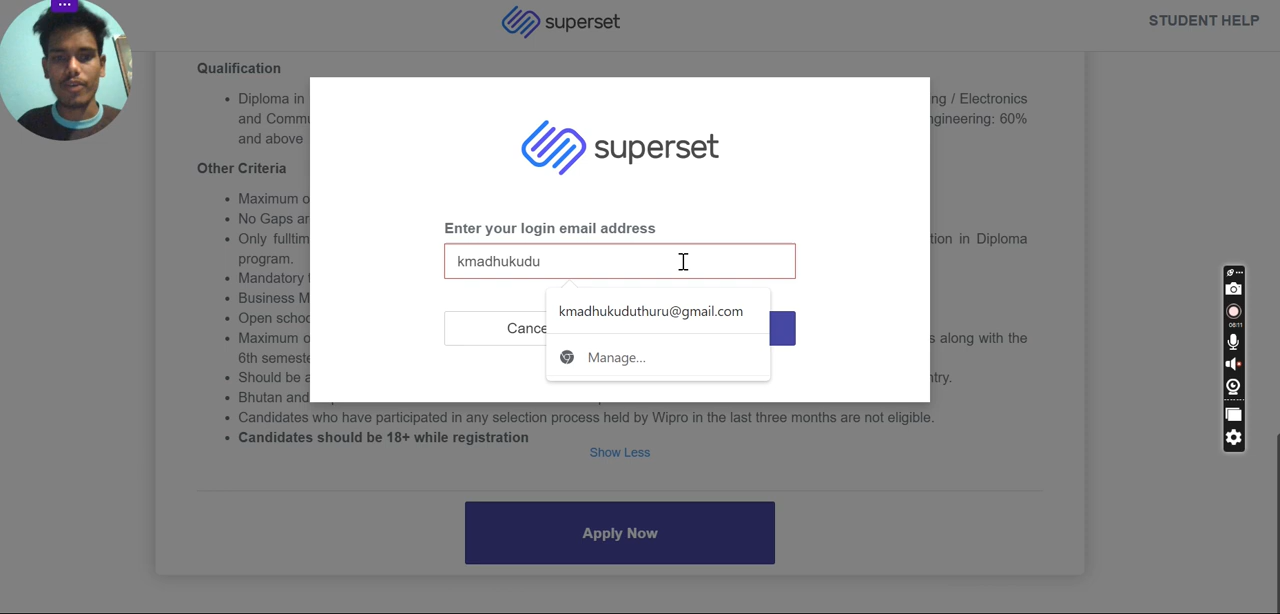 superset
STUDENT HELP
Qualification
Diploma in
ng / Electronics
and Commu
ngineering: 60%
and above
superset
Other Criteria
Maximum o
No Gaps ar
Enter your login email address
Only fulltim
tion in Diploma
program.
kmadhukudu
Mandatory
Business M
kmadhukuduthuru@gmail.com
06:11
Open schoo
Cance
Maximum o
s along with the
6th semeste
Manage...
Should be a
ntry.
Bhutan and
Candidates who have participated in any selection process held by Wipro in the last three months are not eligible.
Candidates should be 18+ while registration
Show Less
Apply Now